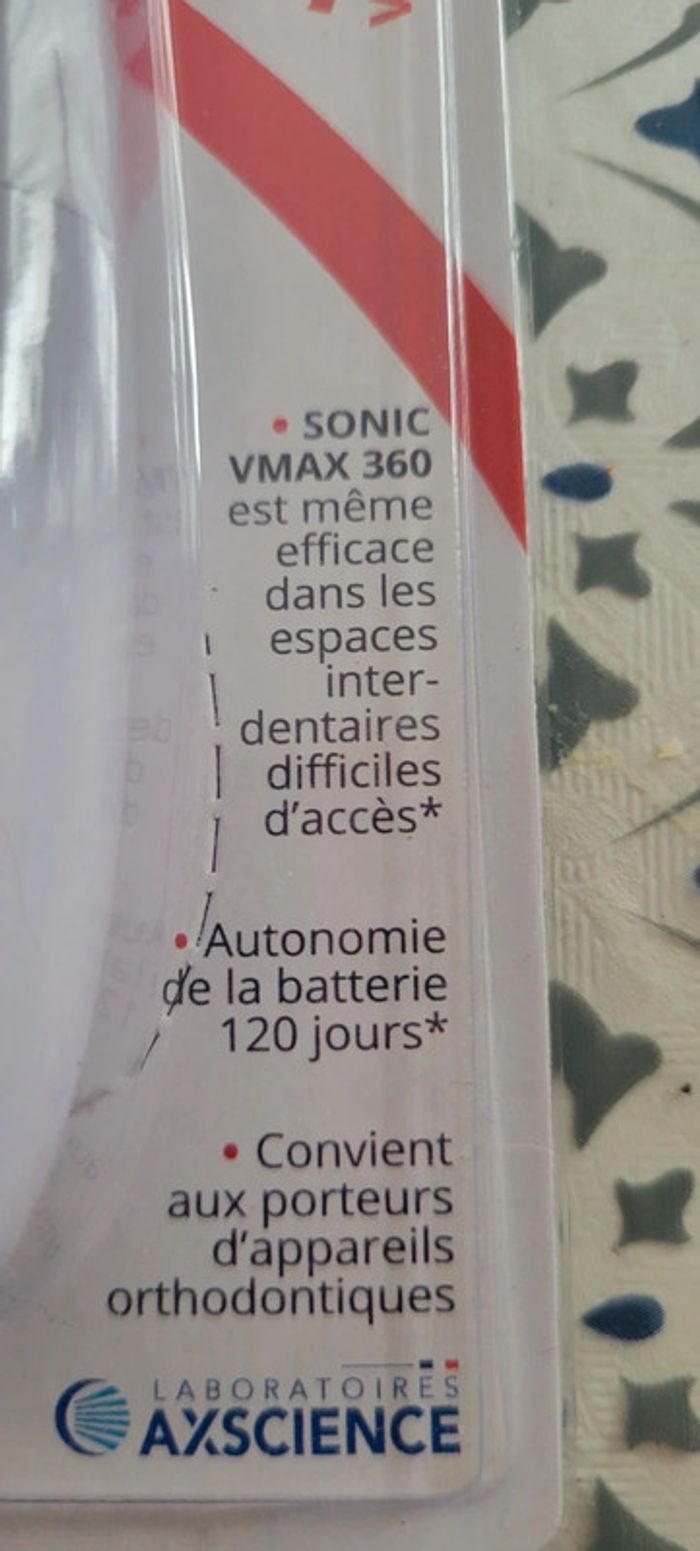 • SONIC
VMAX 360
est même
efficace
dans les
espaces
inter-
dentaires
difficiles
d'accès*
• Autonomie
de la batterie
120 jours*
• Convient
aux porteurs
d'appareils
orthodontiques
LABORATOIRES
AXSCIENCE